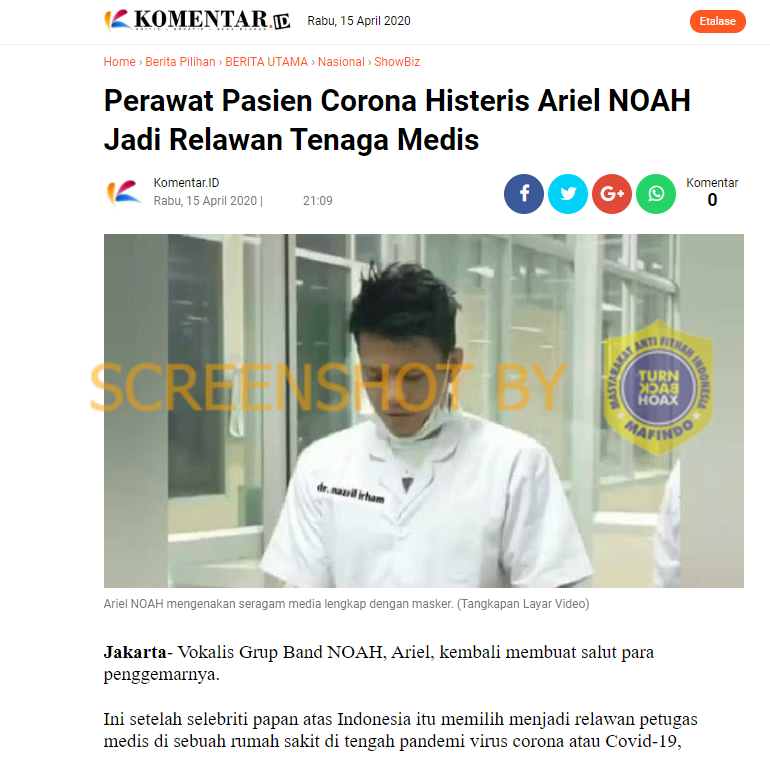 KOMENTAR.ID
Rabu, 15 April 2020
Etalase
Home › Berita Pilihan › BERITA UTAMA › Nasional › ShowBiz
Perawat Pasien Corona Histeris Ariel NOAH
Jadi Relawan Tenaga Medis
Komentar.ID
Rabu, 15 April 2020 | 21:09
Komentar
0
SCREENSHOT BY
MASYARAKAT ANTI FITNAH INDONESIA
TURN
BACK
HOAX
MAFINDO
dr. nazril irham
Ariel NOAH mengenakan seragam media lengkap dengan masker. (Tangkapan Layar Video)
Jakarta- Vokalis Grup Band NOAH, Ariel, kembali membuat salut para
penggemarnya.
Ini setelah selebriti papan atas Indonesia itu memilih menjadi relawan petugas
medis di sebuah rumah sakit di tengah pandemi virus corona atau Covid-19,